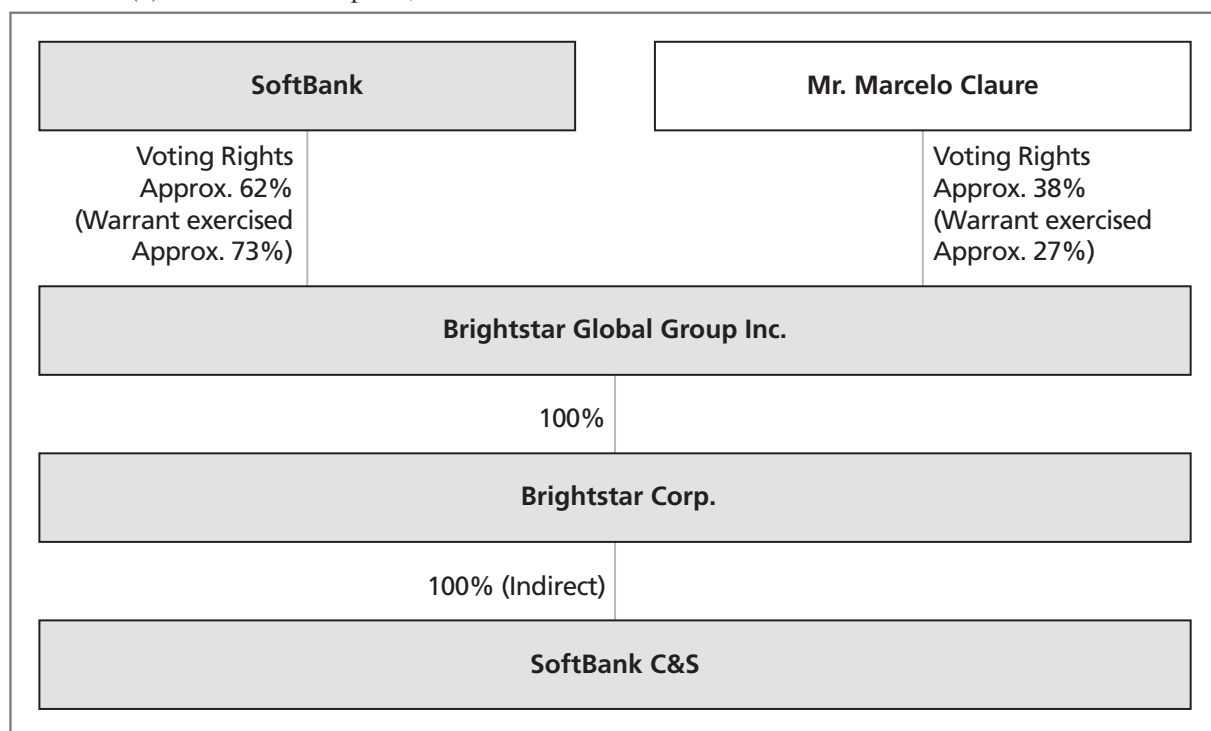 SoftBank
Mr. Marcelo Claure
Voting Rights
Approx. 62%
(Warrant exercised
Approx. 73%)
Voting Rights
Approx. 38%
(Warrant exercised
Approx. 27%)
Brightstar Global Group Inc.
100%
Brightstar Corp.
100% (Indirect)
SoftBank C&S